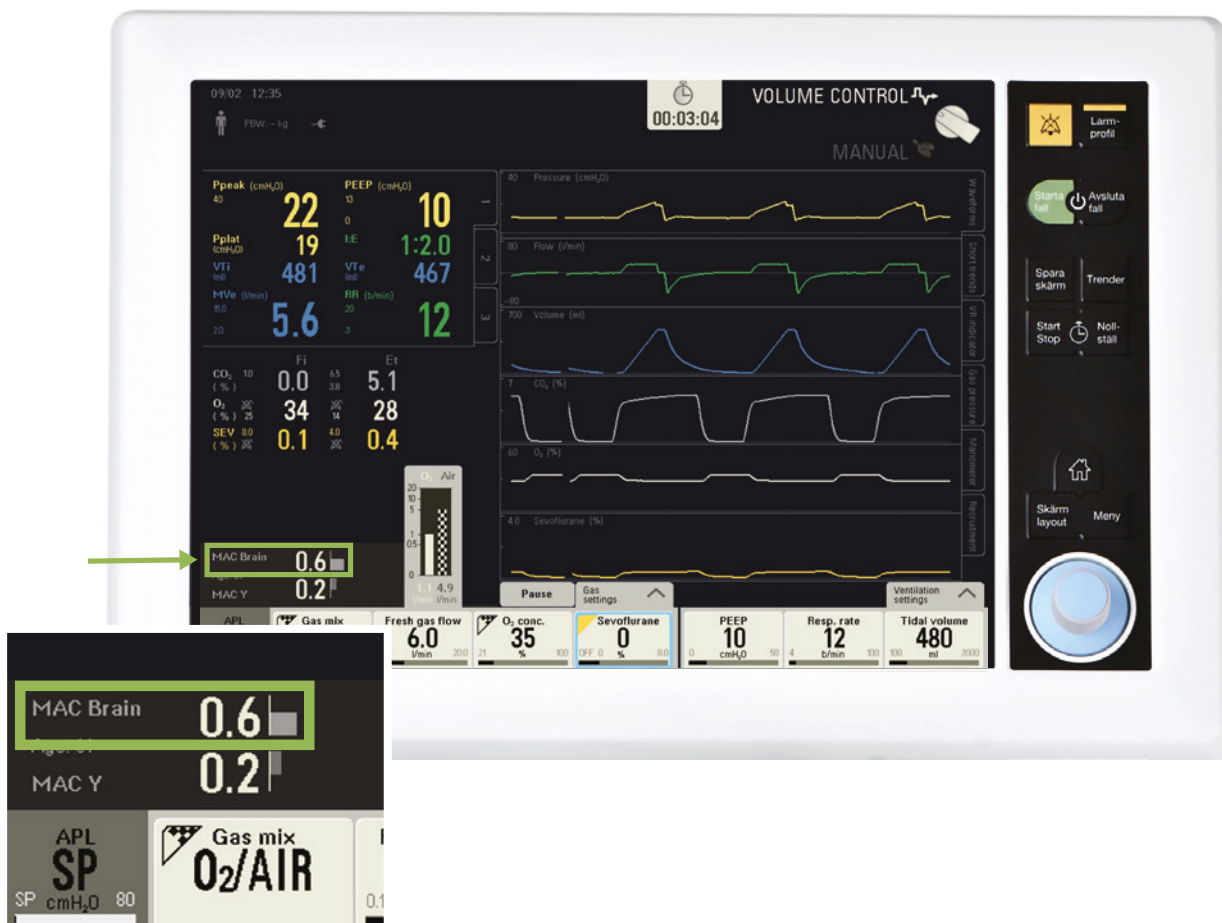 09/02 12:35
PBW: - kg
00:03:04
VOLUME CONTROL
MANUAL
Ppeak (cmH₂O)
40
22
PEEP (cmH₂O)
13
0
10
Pplat
(cmH₂O)
19
I:E
1:2.0
VTi
(ml)
481
VTe
(ml)
467
MVe (l/min)
15.0
2.0
5.6
RR (b/min)
20
3
12
1
2
3
Fi
Et
CO₂ 10
(%)
0.0
6.5
3.8
5.1
O₂
(%) 25
34
14
28
SEV 8.0
(%)
0.1
4.0
0.4
O₂ Air
20
10
5
1
0.5
0
1.1 4.9
l/min l/min
MAC Brain 0.6
MAC Y 0.2
40 Pressure (cmH₂O)
80 Flow (l/min)
-80
700 Volume (ml)
7 CO₂ (%)
60 O₂ (%)
4.0 Sevoflurane (%)
Waveforms
Short trends
VR indicator
Gas pressure
Manometer
Recruitment
Pause
Gas
settings
Ventilation
settings
APL
Gas mix
Fresh gas flow
6.0
l/min 20.0
O₂ conc.
35
21 % 100
Sevoflurane
0
OFF 0 % 8.0
PEEP
10
0 cmH₂O 50
Resp. rate
12
4 b/min 100
Tidal volume
480
100 ml 2000
Larm-
profil
Starta
fall
Avsluta
fall
Spara
skärm
Trender
Start
Stop
Noll-
ställ
Skärm
layout
Meny
MAC Brain 0.6
MAC Y 0.2
APL
SP
SP cmH₂O 80
Gas mix
O₂/AIR
0.1